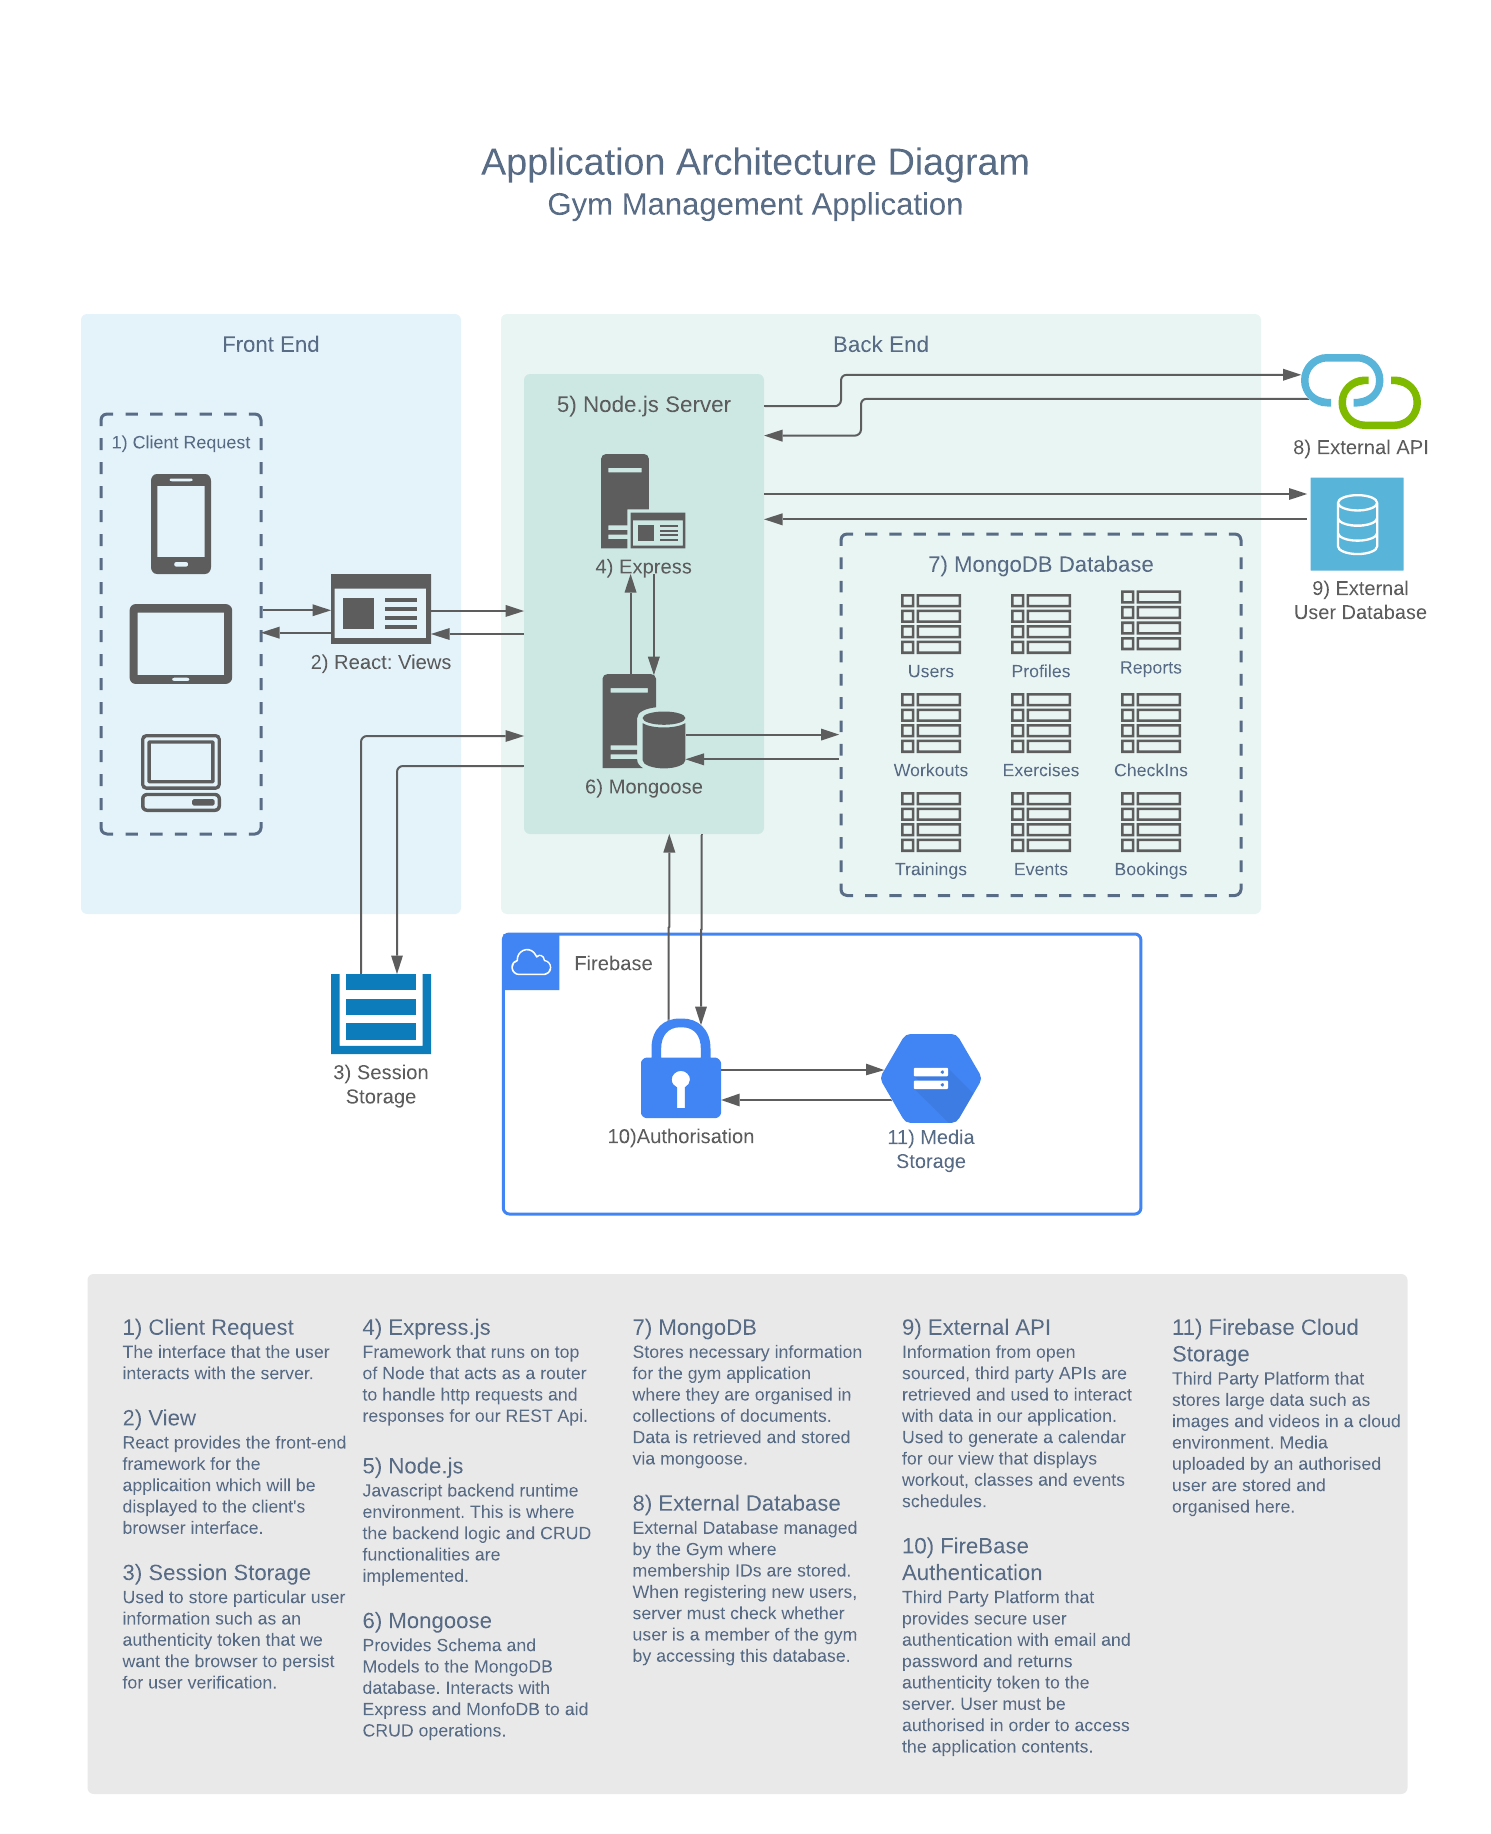 Application Architecture Diagram
Gym Management Application
Front End
Back End
1) Client Request
2) React: Views
5) Node.js Server
4) Express
6) Mongoose
8) External API
9) External
User Database
7) MongoDB Database
Users
Profiles
Reports
Workouts
Exercises
CheckIns
Trainings
Events
Bookings
3) Session
Storage
Firebase
10)Authorisation
11) Media
Storage
1) Client Request
The interface that the user
interacts with the server.
2) View
React provides the front-end
framework for the
applicaition which will be
displayed to the client's
browser interface.
3) Session Storage
Used to store particular user
information such as an
authenticity token that we
want the browser to persist
for user verification.
4) Express.js
Framework that runs on top
of Node that acts as a router
to handle http requests and
responses for our REST Api.
5) Node.js
Javascript backend runtime
environment. This is where
the backend logic and CRUD
functionalities are
implemented.
6) Mongoose
Provides Schema and
Models to the MongoDB
database. Interacts with
Express and MonfoDB to aid
CRUD operations.
7) MongoDB
Stores necessary information
for the gym application
where they are organised in
collections of documents.
Data is retrieved and stored
via mongoose.
8) External Database
External Database managed
by the Gym where
membership IDs are stored.
When registering new users,
server must check whether
user is a member of the gym
by accessing this database.
9) External API
Information from open
sourced, third party APIs are
retrieved and used to interact
with data in our application.
Used to generate a calendar
for our view that displays
workout, classes and events
schedules.
10) FireBase
Authentication
Third Party Platform that
provides secure user
authentication with email and
password and returns
authenticity token to the
server. User must be
authorised in order to access
the application contents.
11) Firebase Cloud
Storage
Third Party Platform that
stores large data such as
images and videos in a cloud
environment. Media
uploaded by an authorised
user are stored and
organised here.